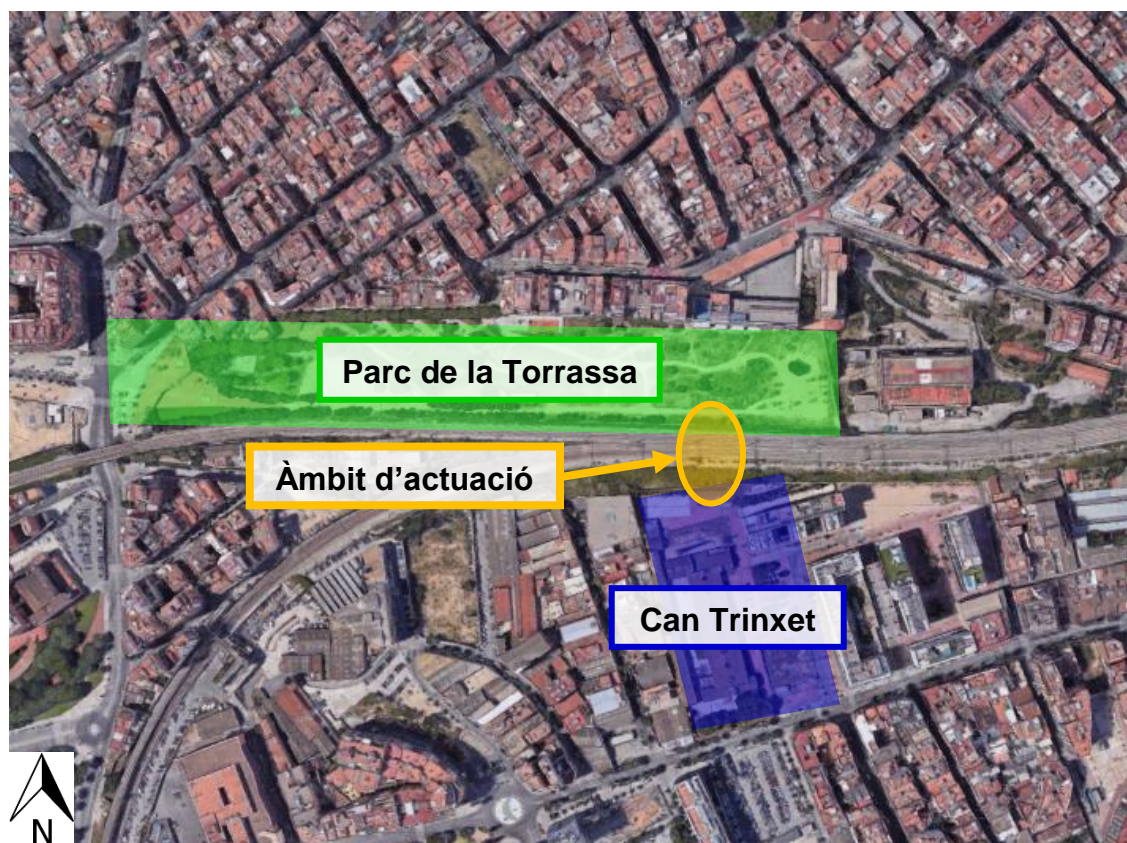 Parc de la Torrassa
Àmbit d’actuació
Can Trinxet
N